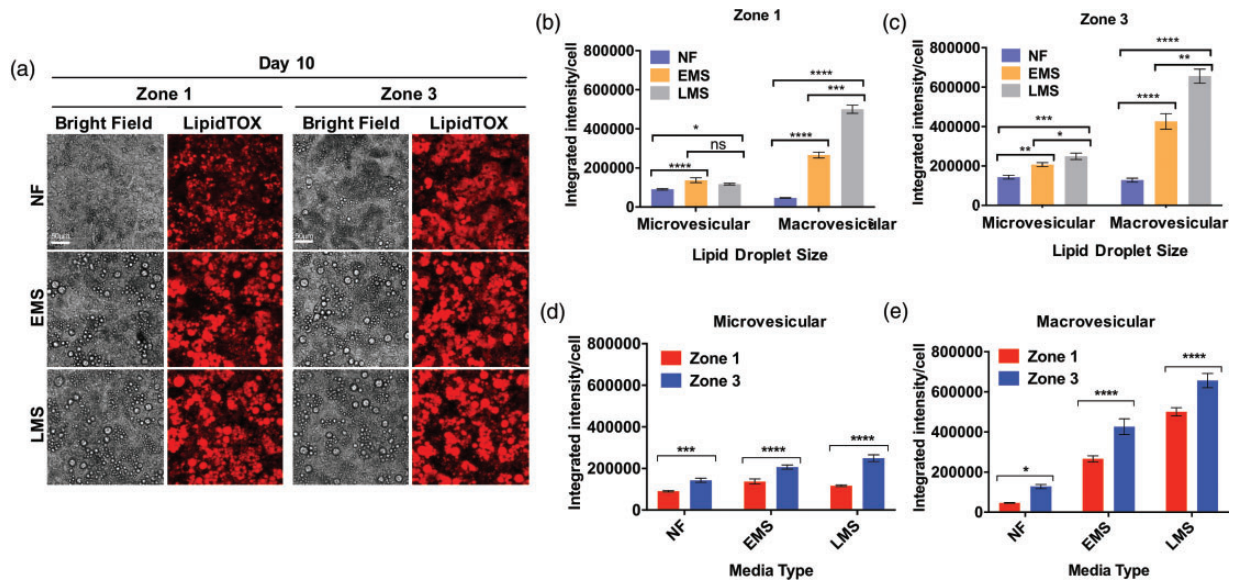 (a)
Day 10
Zone 1 Zone 3
Bright Field LipidTOX Bright Field LipidTOX
NF
50µm 50µm
EMS
LMS
(b)
Zone 1
Integrated intensity/cell
800000
600000
400000
200000
0
NF
EMS
LMS
* ns **** **** *** ****
Microvesicular Macrovesicular
Lipid Droplet Size
(c)
Zone 3
Integrated intensity/cell
800000
600000
400000
200000
0
NF
EMS
LMS
*** * ** **** ** ****
Microvesicular Macrovesicular
Lipid Droplet Size
(d)
Microvesicular
Integrated intensity/cell
800000
600000
400000
200000
0
Zone 1
Zone 3
*** **** ****
NF EMS LMS
Media Type
(e)
Macrovesicular
Integrated intensity/cell
800000
600000
400000
200000
0
Zone 1
Zone 3
* **** ****
NF EMS LMS
Media Type